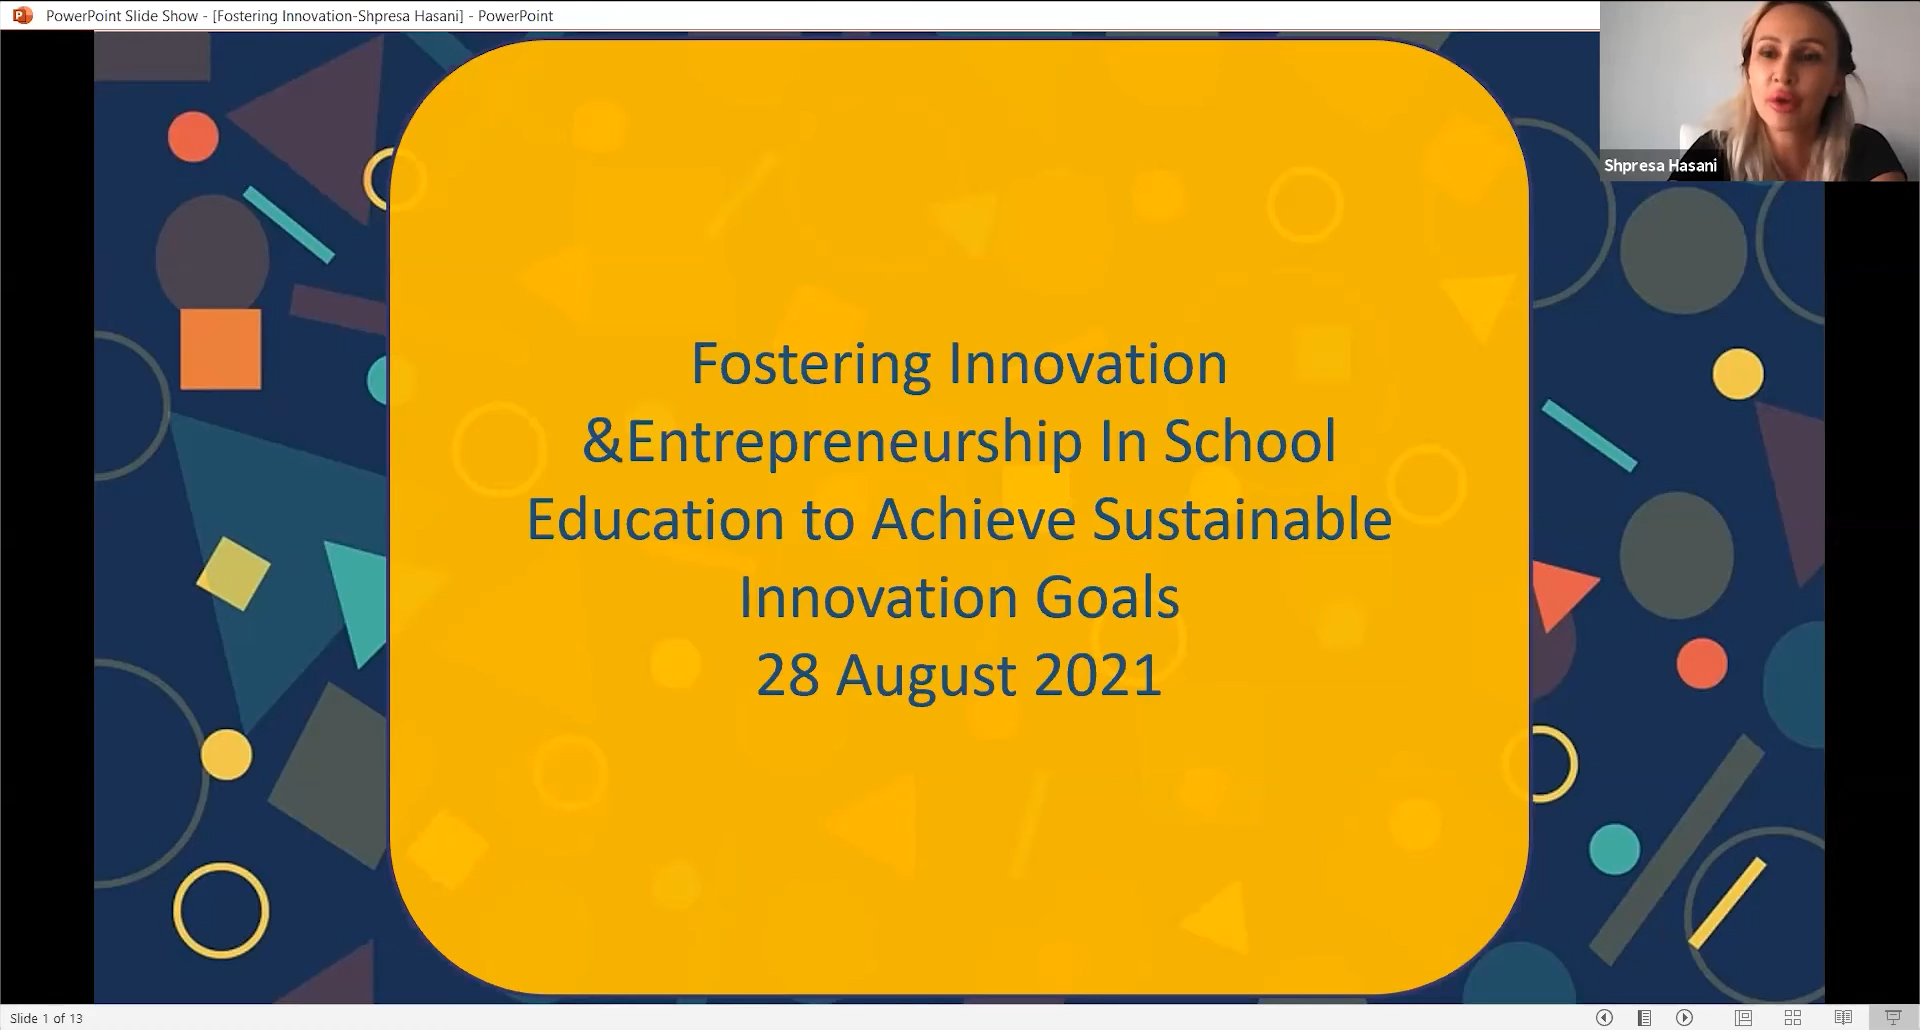 PowerPoint Slide Show - [Fostering Innovation-Shpresa Hasani] - PowerPoint
Shpresa Hasani
Fostering Innovation
&Entrepreneurship In School
Education to Achieve Sustainable
Innovation Goals
28 August 2021
Slide 1 of 13